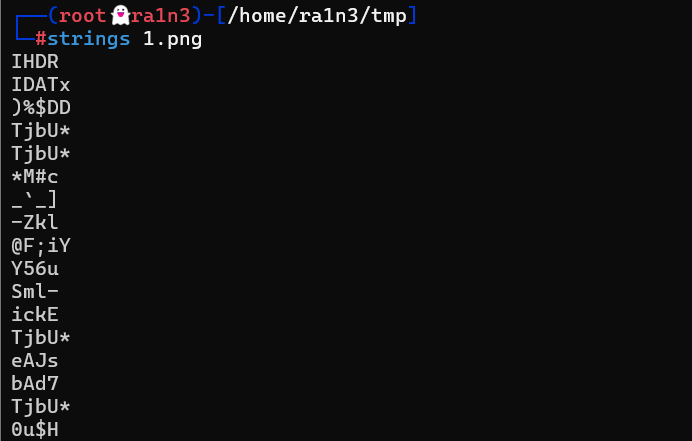 ┌──(root👻ra1n3)-[/home/ra1n3/tmp]
└─#strings 1.png
IHDR
IDATx
)%$DD
TjbU*
TjbU*
*M#c
_`_]
-Zkl
@F;iY
Y56u
Sml-
ickE
TjbU*
eAJs
bAd7
TjbU*
0u$H